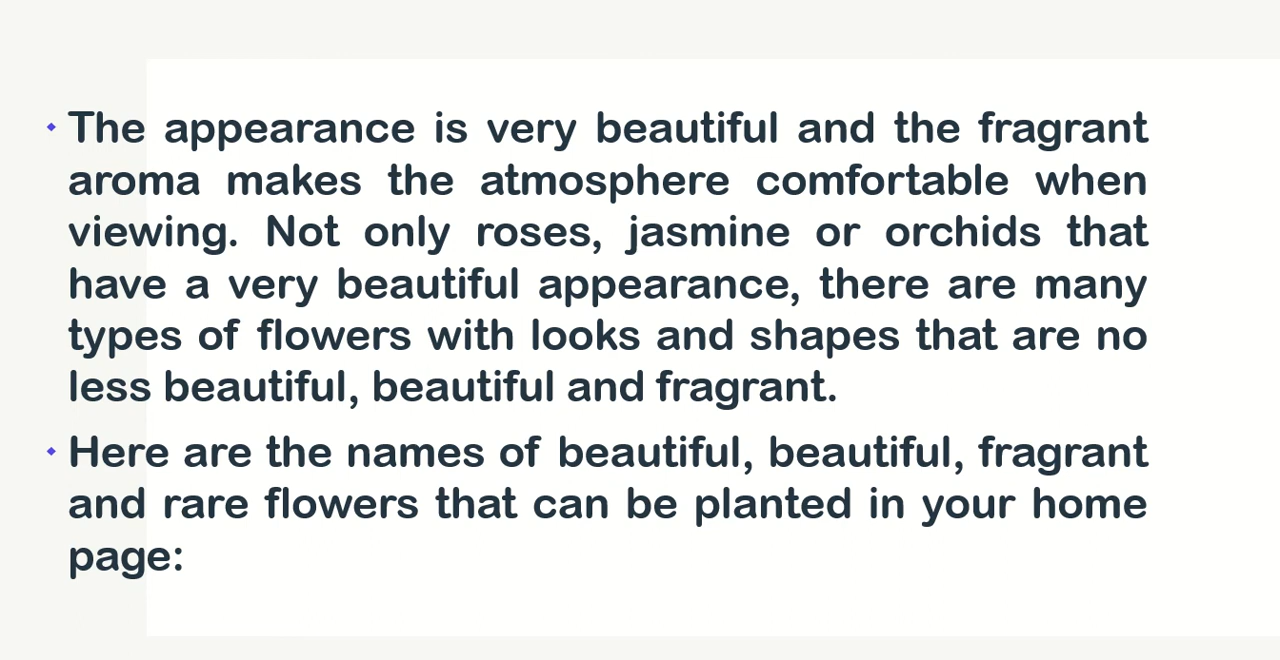 The appearance is very beautiful and the fragrant
aroma makes the atmosphere comfortable when
viewing. Not only roses, jasmine or orchids that
have a very beautiful appearance, there are many
types of flowers with looks and shapes that are no
less beautiful, beautiful and fragrant.
Here are the names of beautiful, beautiful, fragrant
and rare flowers that can be planted in your home
page: